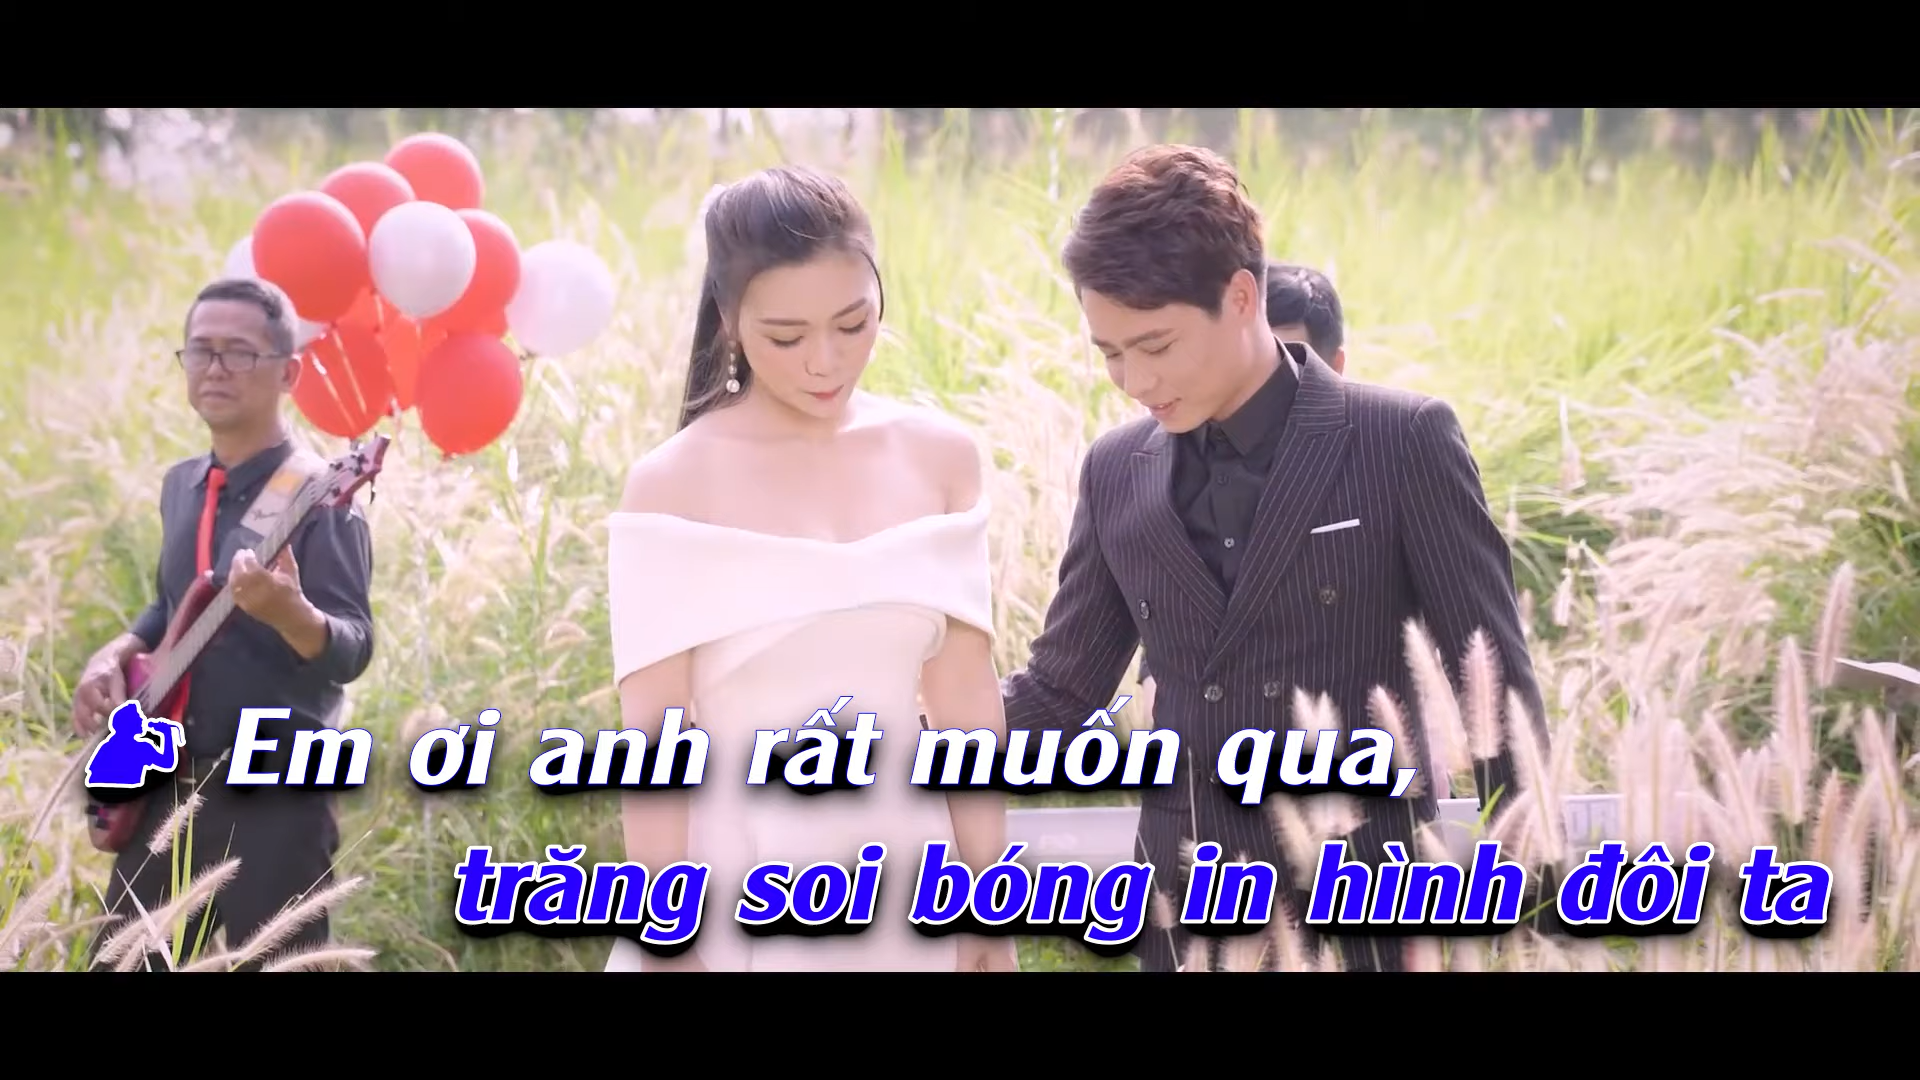 Em ơi anh rất muốn qua,
trăng soi bóng in hình đôi ta